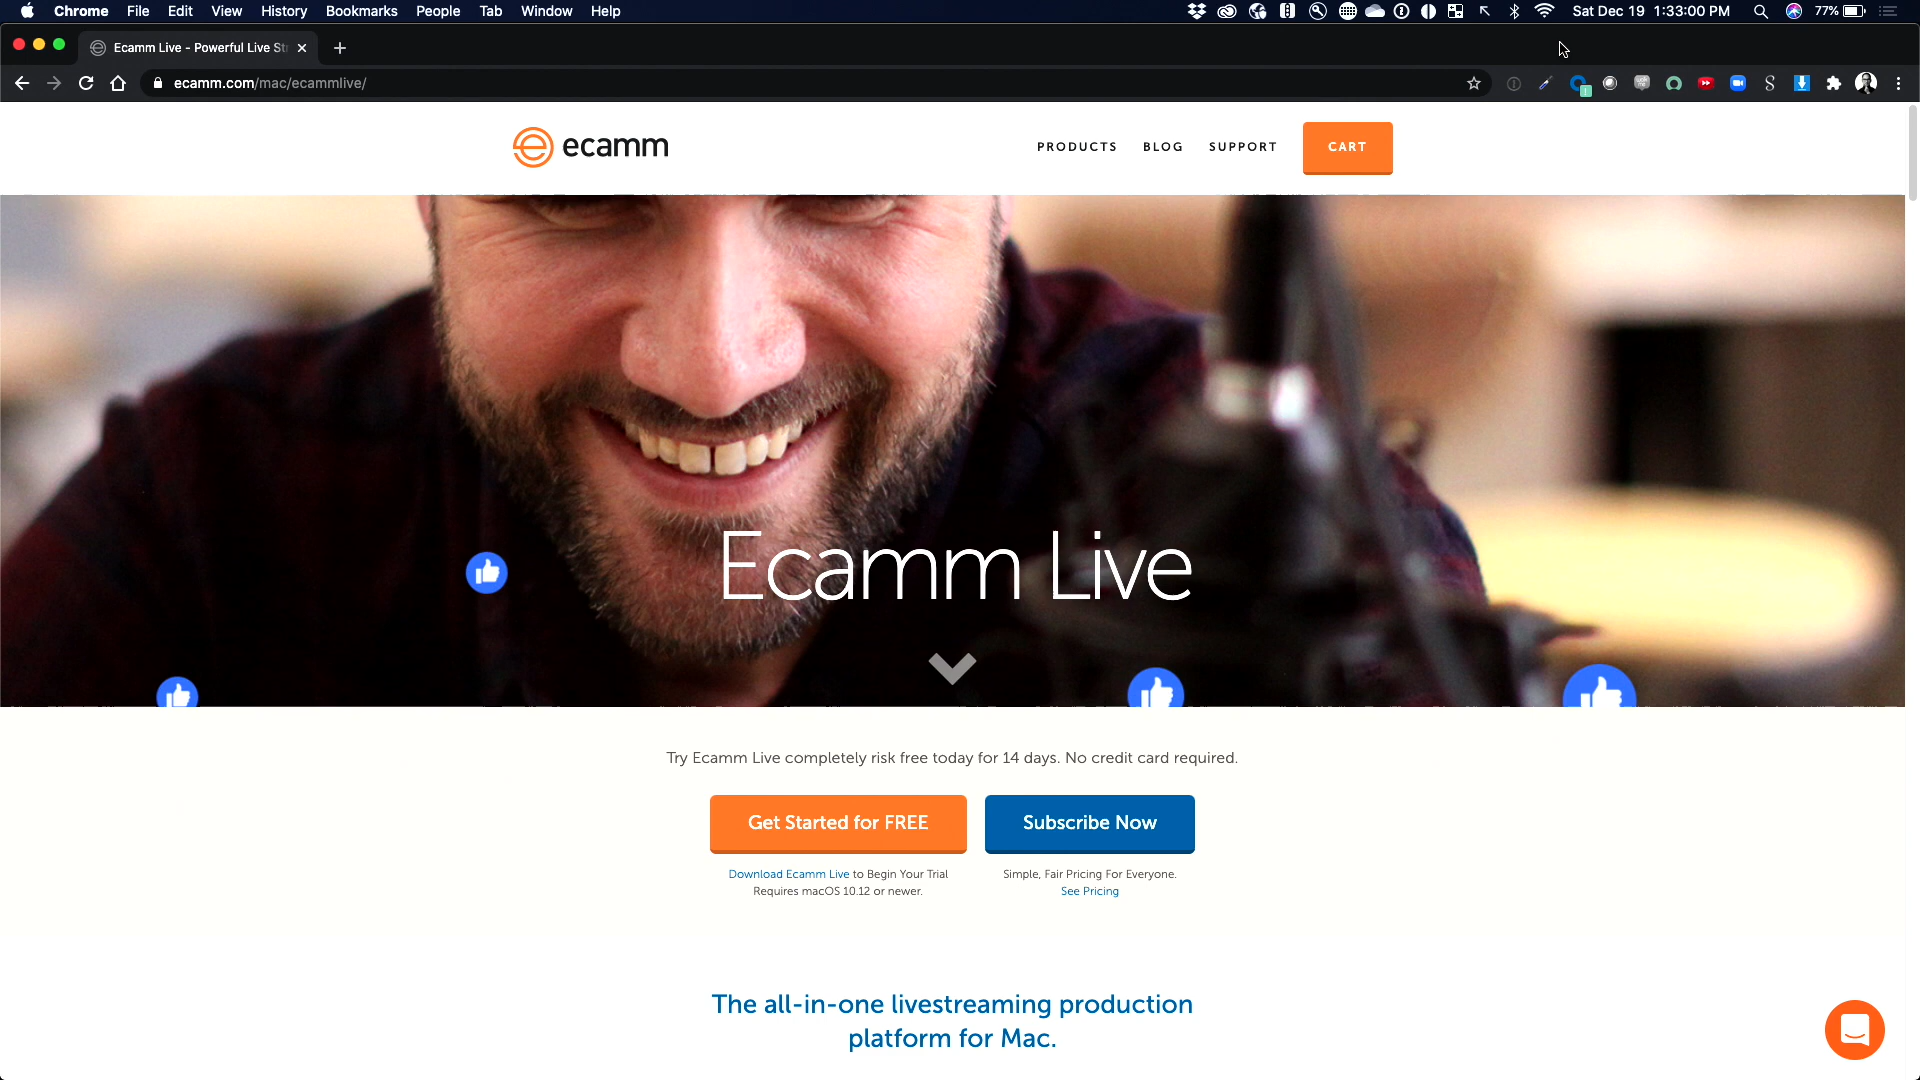 Chrome File Edit View History Bookmarks People Tab Window Help
Sat Dec 19 1:33:00 PM
77%
Ecamm Live - Powerful Live St
ecamm.com/mac/ecammlive/
ecamm
PRODUCTS BLOG SUPPORT CART
Ecamm Live
Try Ecamm Live completely risk free today for 14 days. No credit card required.
Get Started for FREE
Subscribe Now
Download Ecamm Live to Begin Your Trial
Requires macOS 10.12 or newer.
Simple, Fair Pricing For Everyone.
See Pricing
The all-in-one livestreaming production
platform for Mac.